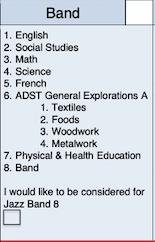 Band
1. English
2. Social Studies
3. Math
4. Science
5. French
6. ADST General Explorations A
1. Textiles
2. Foods
3. Woodwork
4. Metalwork
7. Physical & Health Education
8. Band
I would like to be considered for
Jazz Band 8